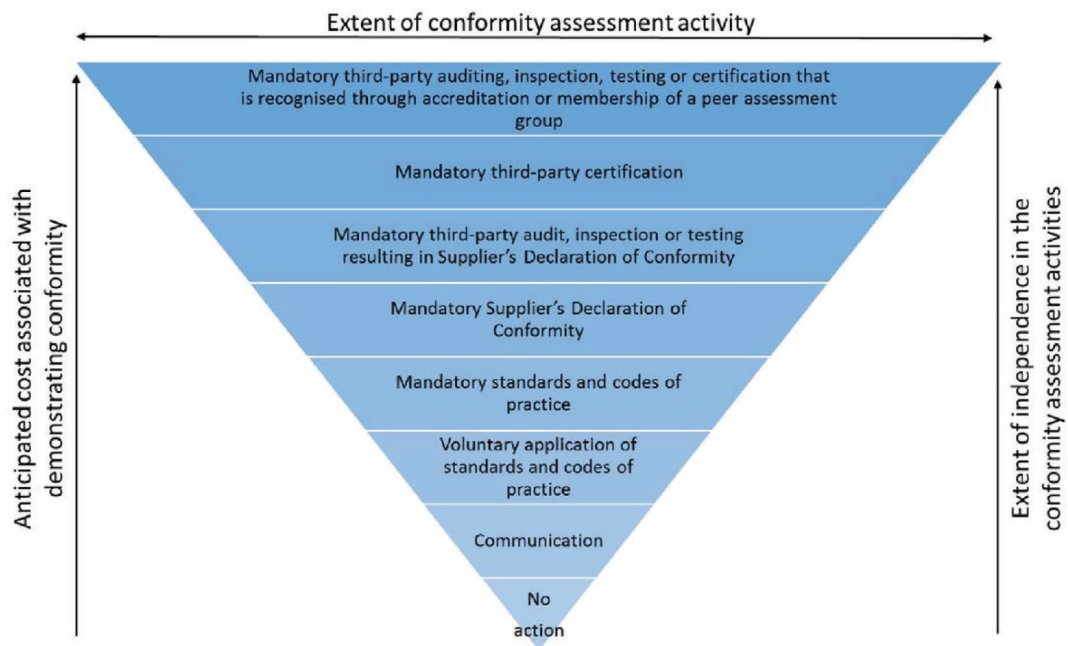 Extent of conformity assessment activity
Mandatory third-party auditing, inspection, testing or certification that
is recognised through accreditation or membership of a peer assessment
group
Mandatory third-party certification
Mandatory third-party audit, inspection or testing
resulting in Supplier's Declaration of Conformity
Mandatory Supplier's Declaration of
Conformity
Mandatory standards and codes of
practice
Voluntary application of
standards and codes of
practice
Communication
No
action
Anticipated cost associated with
demonstrating conformity
Extent of independence in the
conformity assessment activities